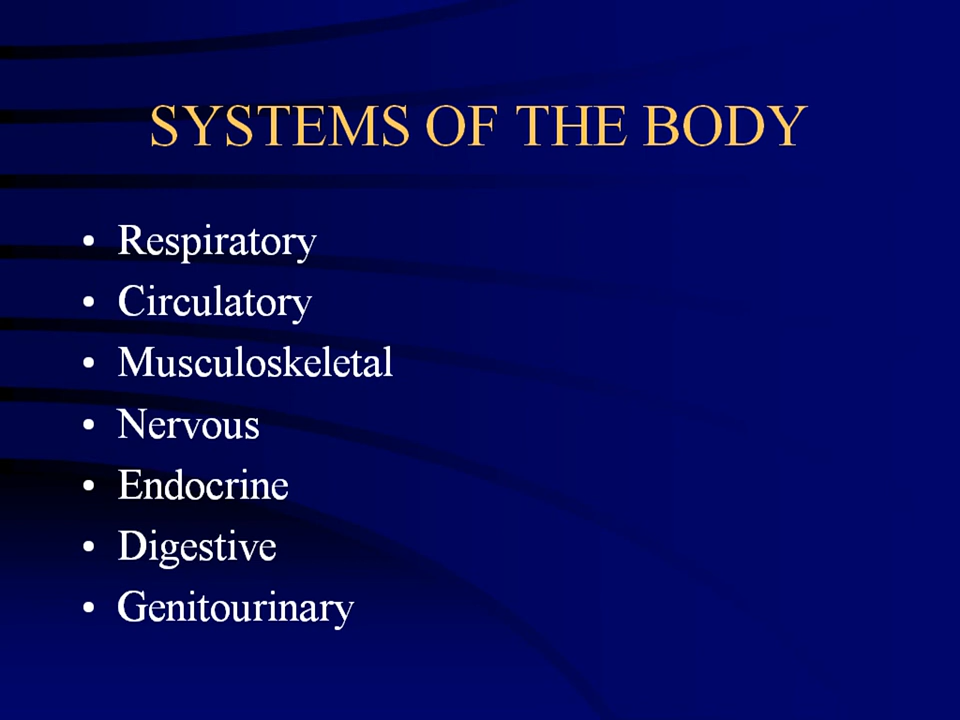 SYSTEMS OF THE BODY
• Respiratory
• Circulatory
• Musculoskeletal
• Nervous
• Endocrine
• Digestive
• Genitourinary